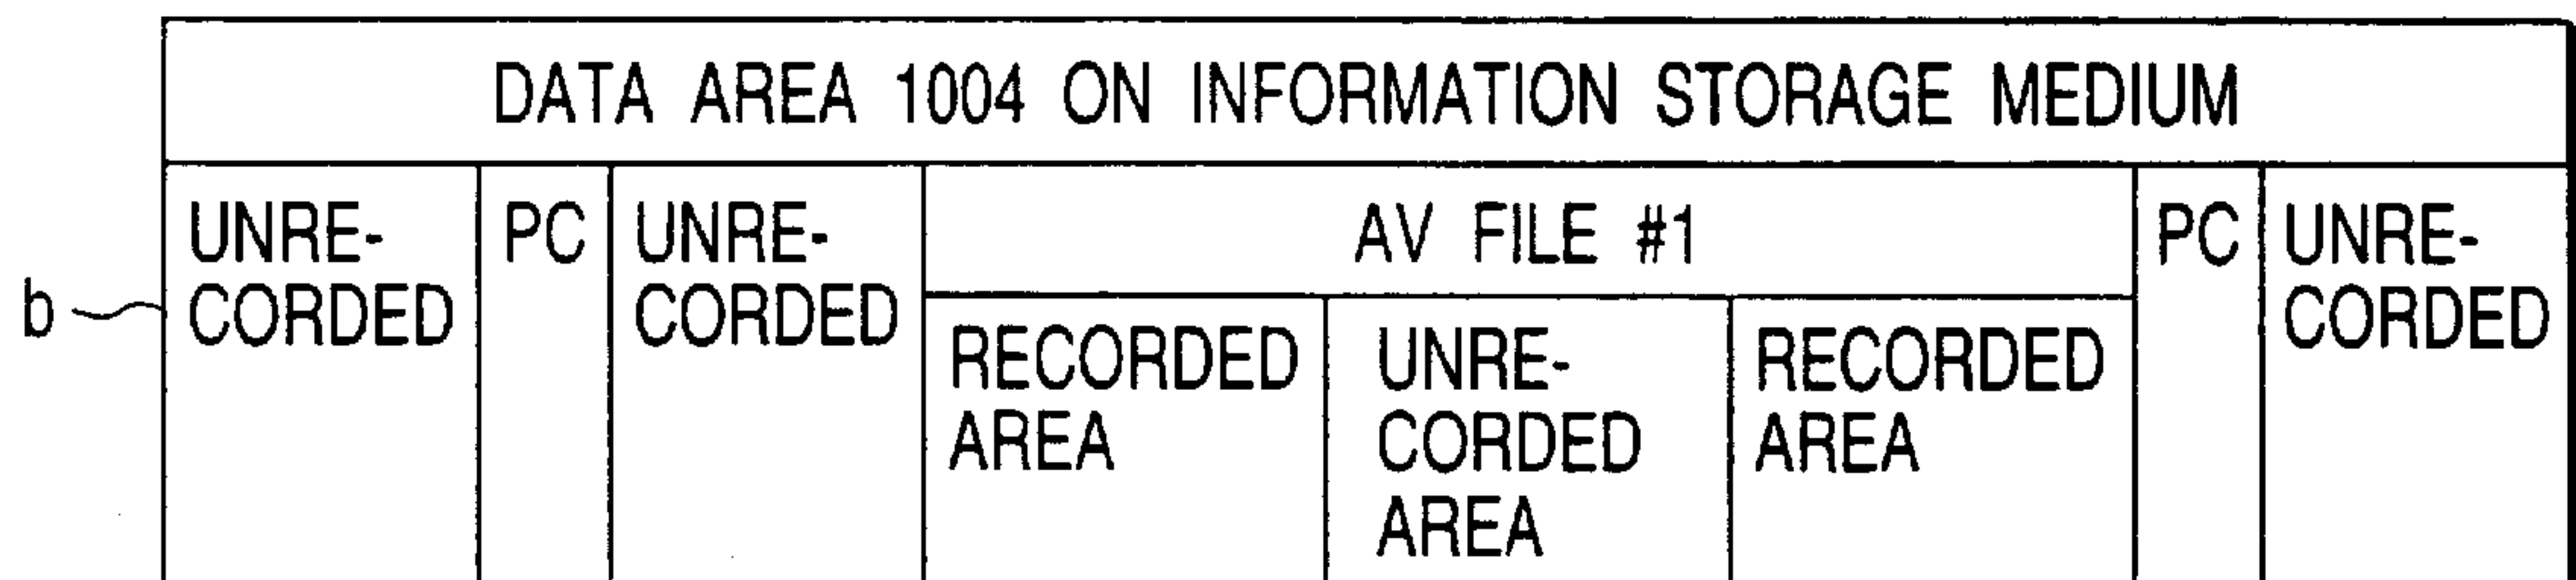 DATA AREA 1004 ON INFORMATION STORAGE MEDIUM
b
UNRE-
CORDED
PC
UNRE-
CORDED
AV FILE #1
RECORDED
AREA
UNRE-
CORDED
AREA
RECORDED
AREA
PC
UNRE-
CORDED